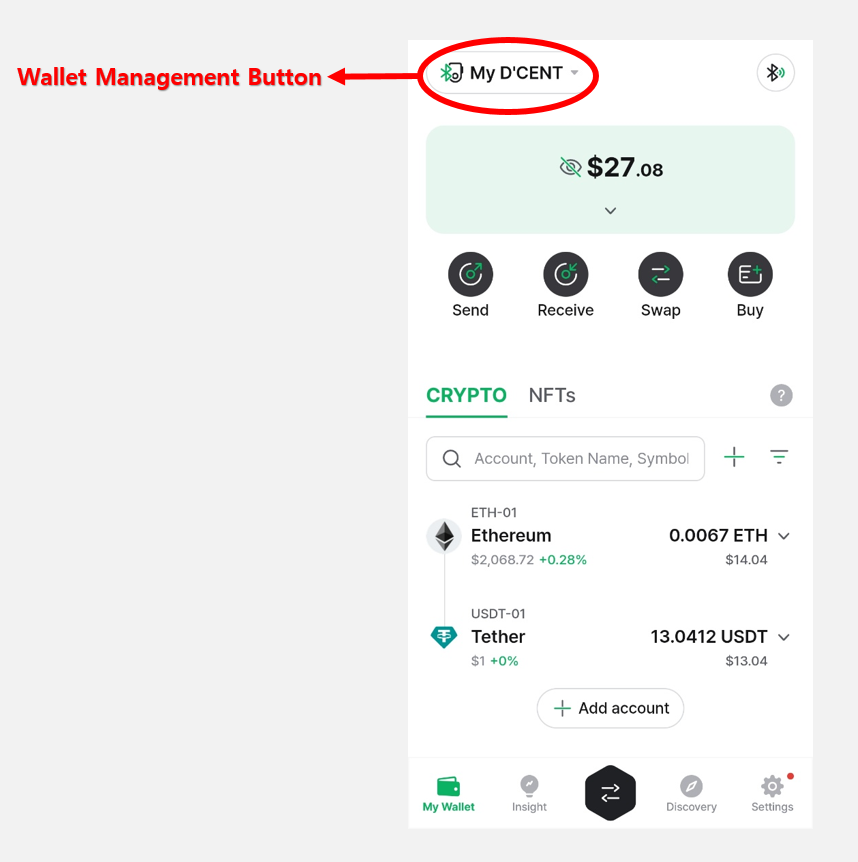 Wallet Management Button
My D'CENT
$27.08
Send
Receive
Swap
Buy
CRYPTO
NFTs
?
Account, Token Name, Symbol
ETH-01
Ethereum
0.0067 ETH
$2,068.72 +0.28%
$14.04
USDT-01
Tether
13.0412 USDT
$1 +0%
$13.04
Add account
My Wallet
Insight
Discovery
Settings